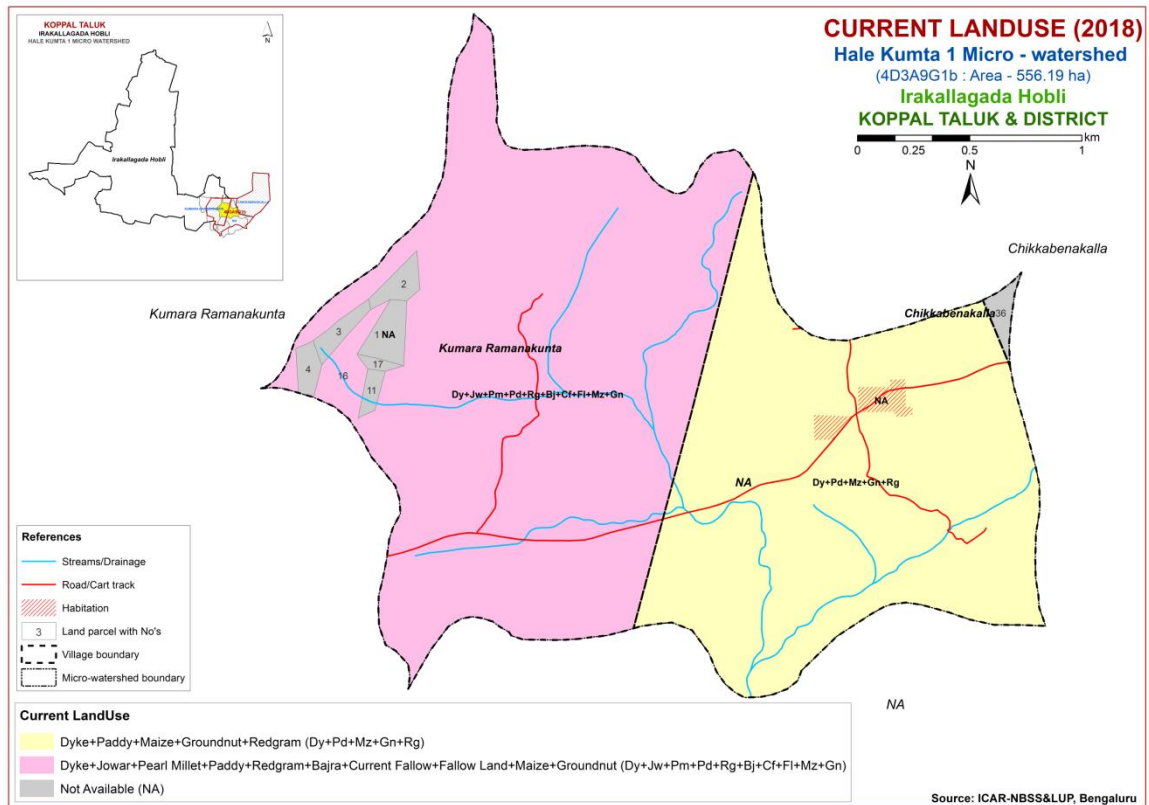 KOPPAL TALUK
IRAKALLAGADA HOBLI
HALE KUMTA 1 MICRO WATERSHED
N
Irakallagada Hobli
CURRENT LANDUSE (2018)
Hale Kumta 1 Micro - watershed
(4D3A9G1b : Area - 556.19 ha)
Irakallagada Hobli
KOPPAL TALUK & DISTRICT
km
0 0.25 0.5 1
N
Chikkabenakalla
Kumara Ramanakunta
2
Chikkabenakalla
36
3
1 NA
Kumara Ramanakunta
4
17
16
11
Dy+Jw+Pm+Pd+Rg+Bj+Cf+Fl+Mz+Gn
NA
NA
Dy+Pd+Mz+Gn+Rg
NA
References
Streams/Drainage
Road/Cart track
Habitation
3 Land parcel with No's
Village boundary
Micro-watershed boundary
Current LandUse
Dyke+Paddy+Maize+Groundnut+Redgram (Dy+Pd+Mz+Gn+Rg)
Dyke+Jowar+Pearl Millet+Paddy+Redgram+Bajra+Current Fallow+Fallow Land+Maize+Groundnut (Dy+Jw+Pm+Pd+Rg+Bj+Cf+Fl+Mz+Gn)
Not Available (NA)
Source: ICAR-NBSS&LUP, Bengaluru